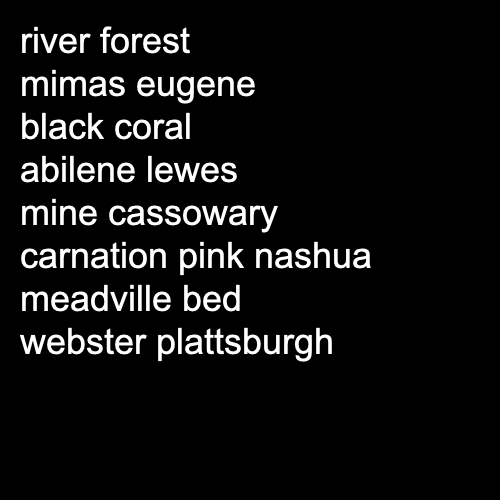 river forest
mimas eugene
black coral
abilene lewes
mine cassowary
carnation pink nashua
meadville bed
webster plattsburgh